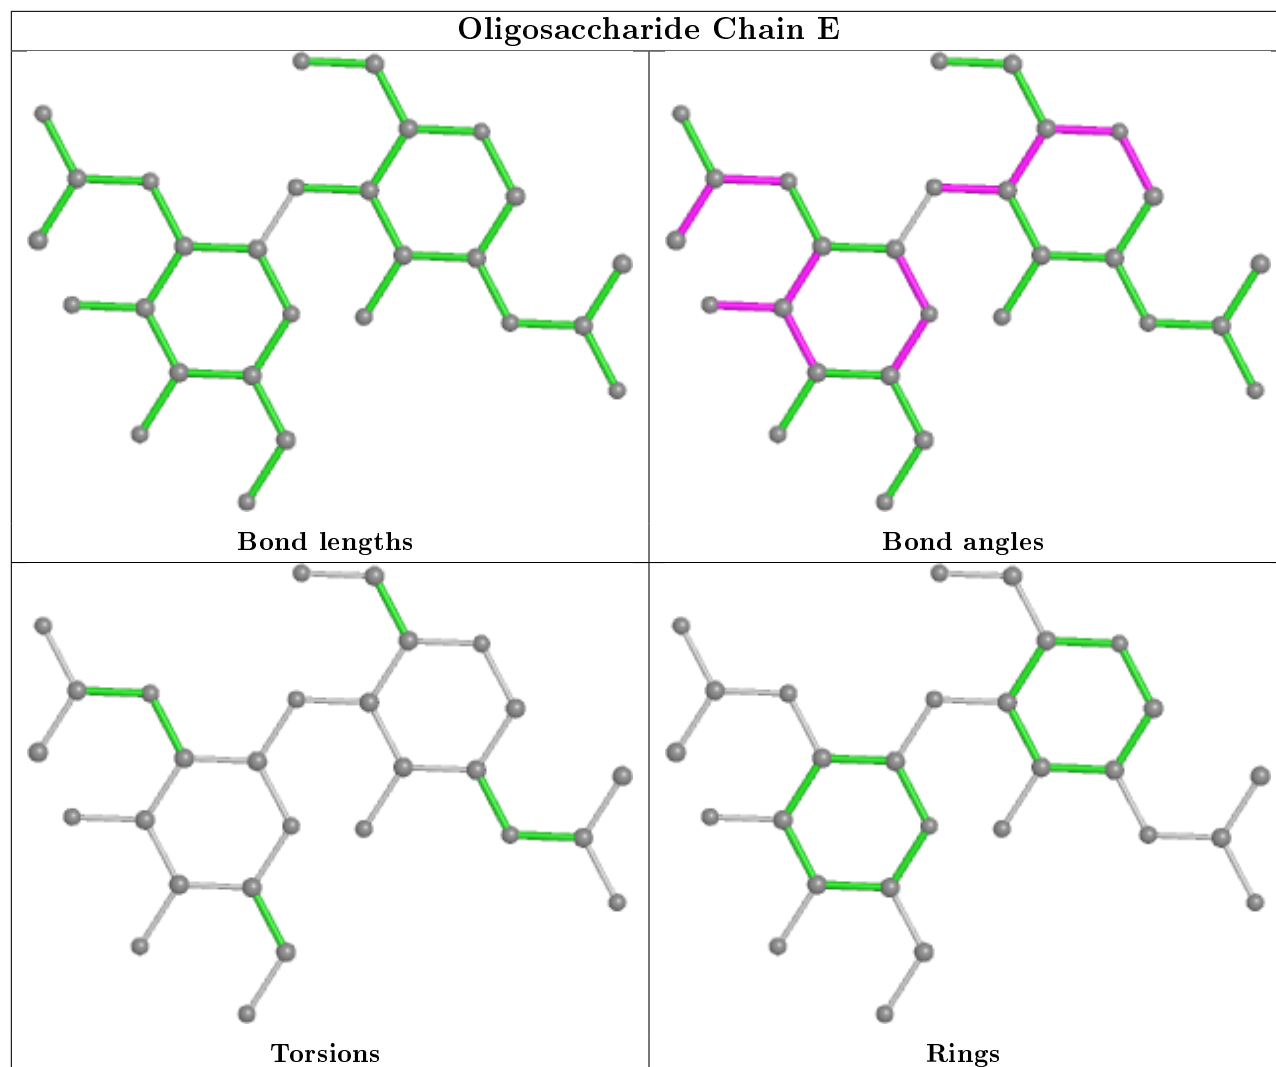 Oligosaccharide Chain E
Bond lengths
Bond angles
Torsions
Rings